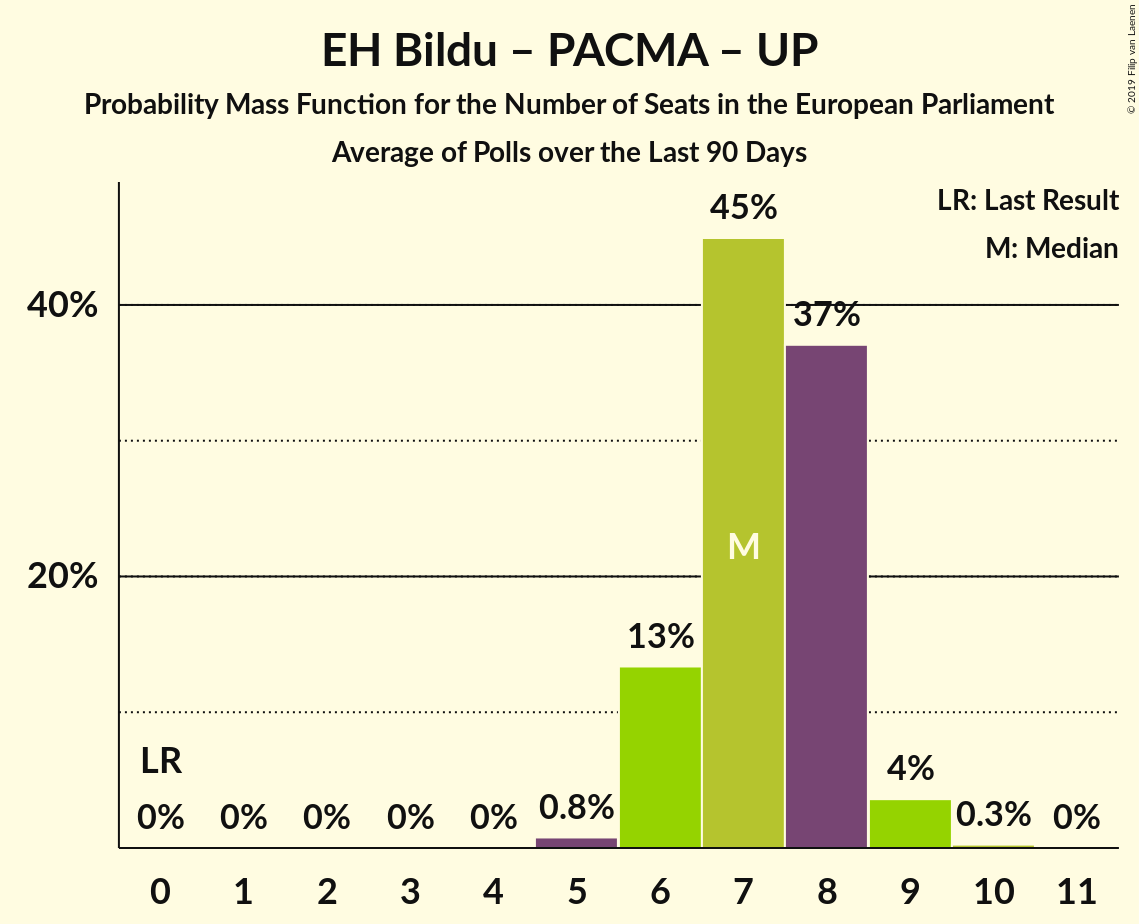 EH Bildu – PACMA – UP
Probability Mass Function for the Number of Seats in the European Parliament
Average of Polls over the Last 90 Days
© 2019 Filip van Laenen
LR: Last Result
M: Median
45%
40%
37%
M
20%
13%
LR
4%
0% 0% 0% 0% 0% 0.8% 0.3% 0%
0 1 2 3 4 5 6 7 8 9 10 11